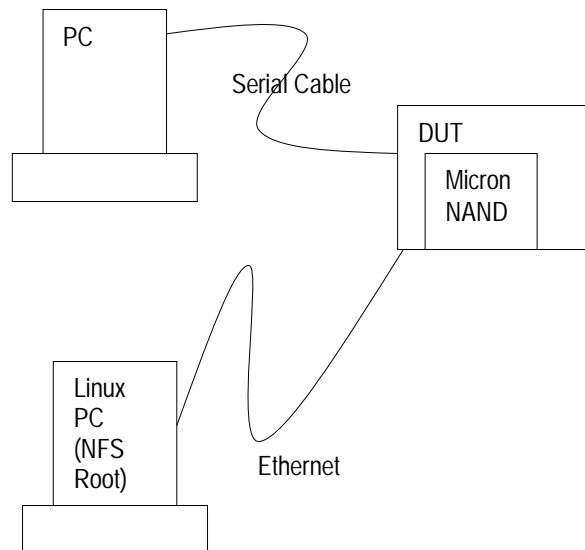 PC
Serial Cable
DUT
Micron
NAND
Linux
PC
(NFS
Root)
Ethernet